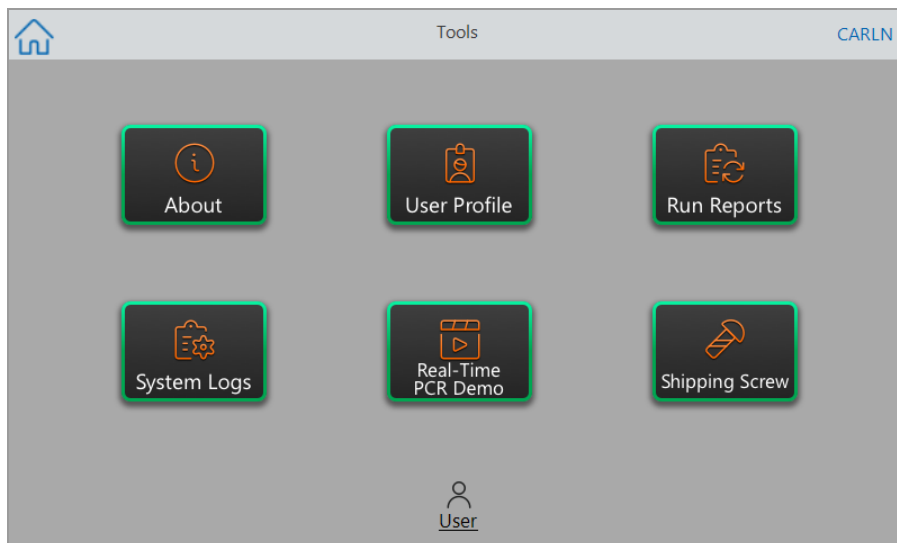 Tools
CARLN
About
User Profile
Run Reports
System Logs
Real-Time
PCR Demo
Shipping Screw
User